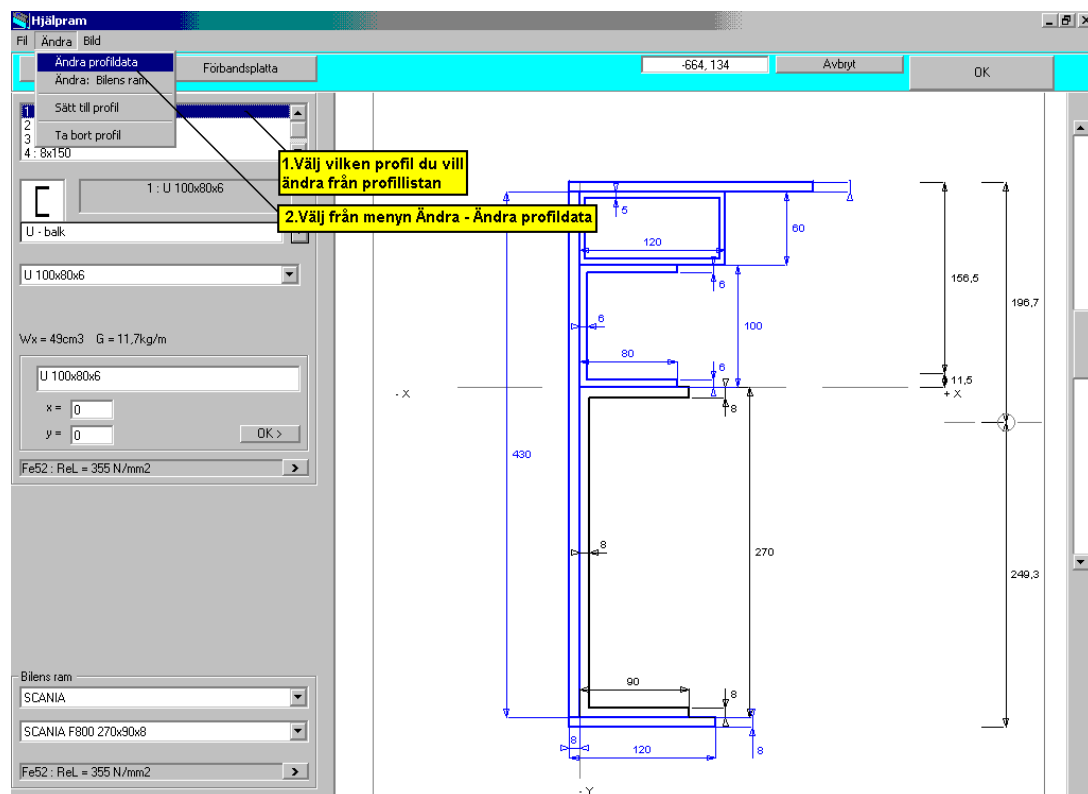 Hjälpram
Fil Ändra Bild
Ändra profildata
Ändra: Bilens ram
Sätt till profil
Ta bort profil
Förbandsplatta
-664, 134
Avbryt
OK
1
2
3
4 : 8x150
1.Välj vilken profil du vill
ändra från profillistan
1 : U 100x80x6
2.Välj från menyn Ändra - Ändra profildata
U - balk
U 100x80x6
Wx = 49cm3 G = 11,7kg/m
U 100x80x6
x = 0
y = 0
OK >
Fe52 : ReL = 355 N/mm2 >
Bilens ram
SCANIA
SCANIA F800 270x90x8
Fe52 : ReL = 355 N/mm2 >
5
60
120
6
156,5
196,7
6
100
80
6
11,5
- X
+ X
8
430
8
270
249,3
90
8
8
120
8
- Y